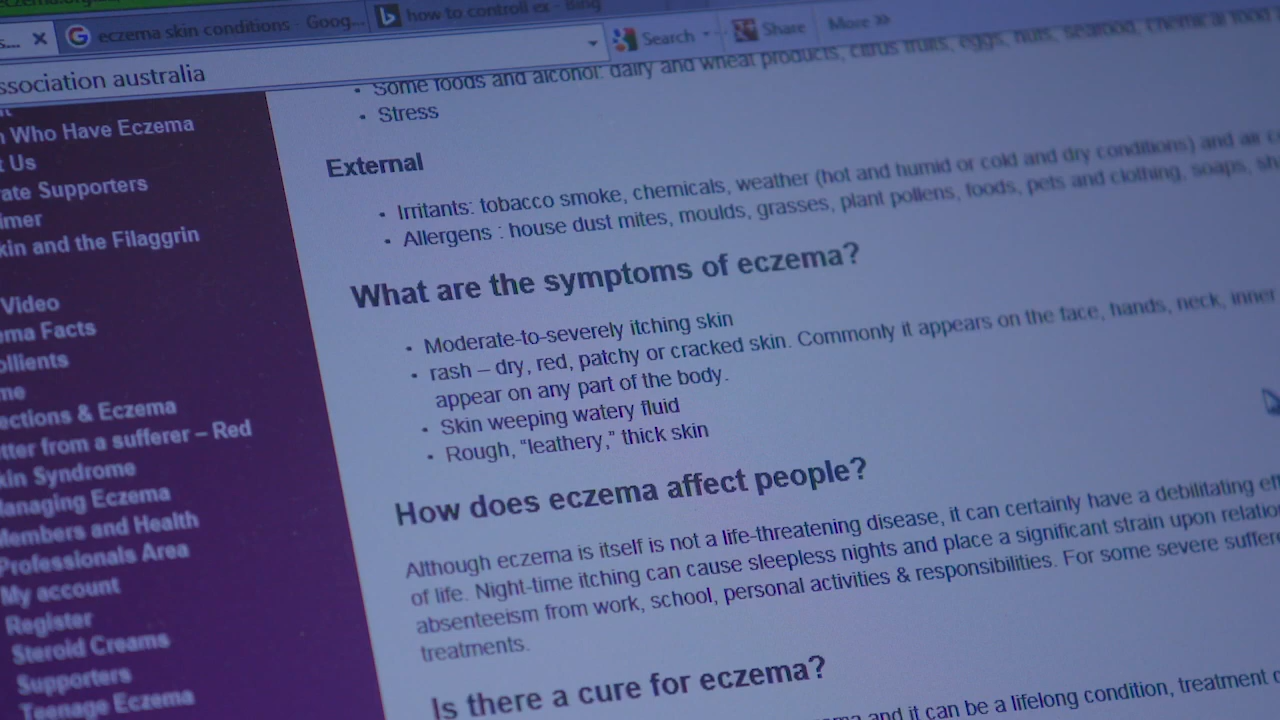 eczema skin conditions - Goog...
how to controll ex - Bing
s...
Search
Share
More »
ssociation australia
• Some foods and alcohol: dairy and wheat products, citrus fruits, eggs, nuts, seafood, chemical food
• Stress
External
• Irritants: tobacco smoke, chemicals, weather (hot and humid or cold and dry conditions) and air c
• Allergens : house dust mites, moulds, grasses, plant pollens, foods, pets and clothing, soaps, sh
What are the symptoms of eczema?
• Moderate-to-severely itching skin
• rash – dry, red, patchy or cracked skin. Commonly it appears on the face, hands, neck, inner
appear on any part of the body.
• Skin weeping watery fluid
• Rough, “leathery,” thick skin
How does eczema affect people?
Although eczema is itself is not a life-threatening disease, it can certainly have a debilitating ef
of life. Night-time itching can cause sleepless nights and place a significant strain upon relatio
absenteeism from work, school, personal activities & responsibilities. For some severe suffere
treatments.
Is there a cure for eczema?
and it can be a lifelong condition, treatment
n Who Have Eczema
t Us
ate Supporters
imer
kin and the Filaggrin
Video
ema Facts
ollients
me
ections & Eczema
tter from a sufferer – Red
kin Syndrome
Managing Eczema
Members and Health
Professionals Area
My account
Register
Steroid Creams
Supporters
Teenage Eczema